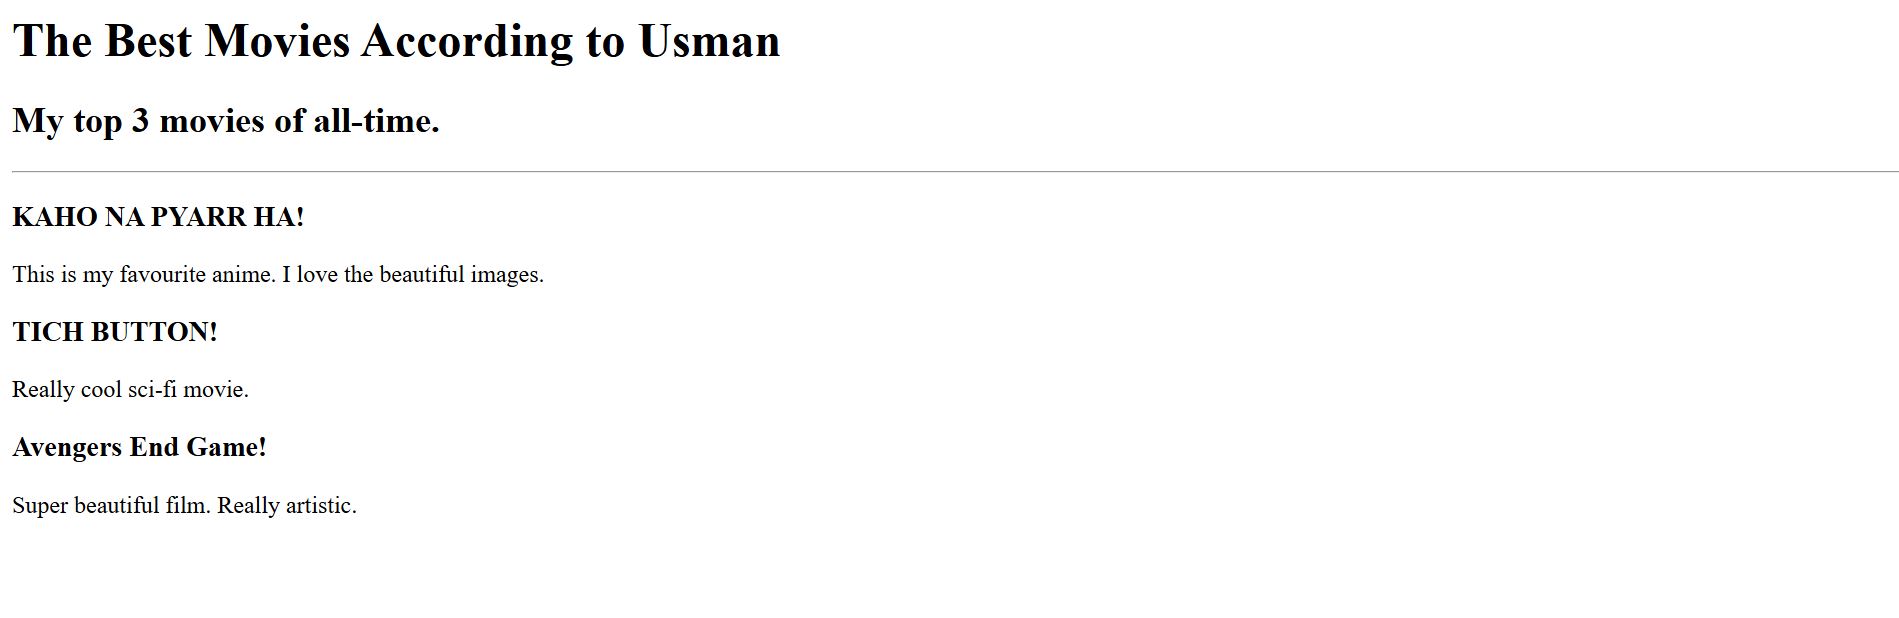 The Best Movies According to Usman
My top 3 movies of all-time.
KAHO NA PYARR HA!
This is my favourite anime. I love the beautiful images.
TICH BUTTON!
Really cool sci-fi movie.
Avengers End Game!
Super beautiful film. Really artistic.